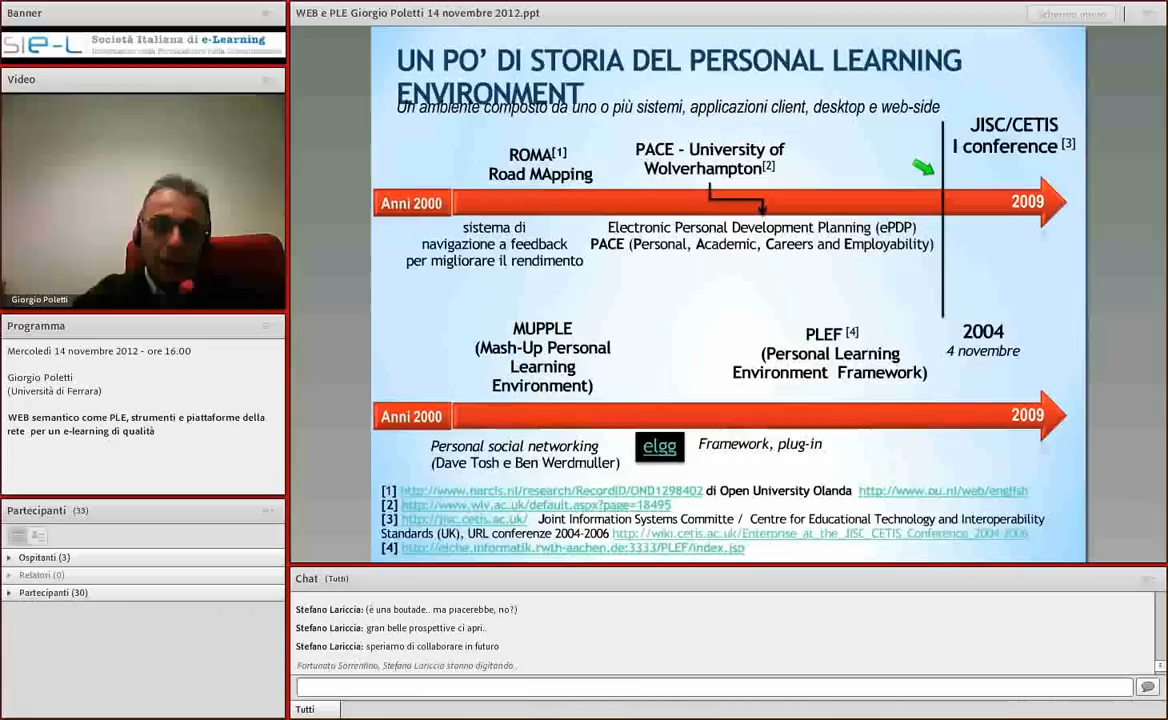 Banner
SIe-L Società Italiana di e-Learning
Video
Giorgio Poletti
Programma
Mercoledì 14 novembre 2012 - ore 16.00
Giorgio Poletti
(Università di Ferrara)
WEB semantico come PLE, strumenti e piattaforme della
rete per un e-learning di qualità
Partecipanti (33)
Ospitanti (3)
Relatori (0)
Partecipanti (30)
WEB e PLE Giorgio Poletti 14 novembre 2012.ppt
schermo intero
UN PO' DI STORIA DEL PERSONAL LEARNING
ENVIRONMENT
Un ambiente composto da uno o più sistemi, applicazioni client, desktop e web-side
JISC/CETIS
I conference [3]
ROMA[1]
Road MApping
PACE - University of
Wolverhampton[2]
Anni 2000
2009
sistema di
navigazione a feedback
per migliorare il rendimento
Electronic Personal Development Planning (ePDP)
PACE (Personal, Academic, Careers and Employability)
MUPPLE
(Mash-Up Personal
Learning
Environment)
PLEF [4]
(Personal Learning
Environment Framework)
2004
4 novembre
Anni 2000
2009
Personal social networking
(Dave Tosh e Ben Werdmuller)
elgg
Framework, plug-in
[1] http://www.narcis.nl/research/RecordID/OND1298402 di Open University Olanda http://www.ou.nl/web/english
[2] http://www.wlv.ac.uk/default.aspx?page=18495
[3] http://jisc.cetis.ac.uk/ Joint Information Systems Committe / Centre for Educational Technology and Interoperability
Standards (UK), URL conferenze 2004-2006 http://wiki.cetis.ac.uk/Enterprise_at_the_JISC_CETIS_Conference_2004-2006
[4] http://eiche.informatik.rwth-aachen.de:3333/PLEF/index.jsp
Chat (Tutti)
Stefano Lariccia: (è una boutade.. ma piacerebbe, no?)
Stefano Lariccia: gran belle prospettive ci apri..
Stefano Lariccia: speriamo di collaborare in futuro
Fortunato Sorrentino, Stefano Lariccia stanno digitando..
Tutti